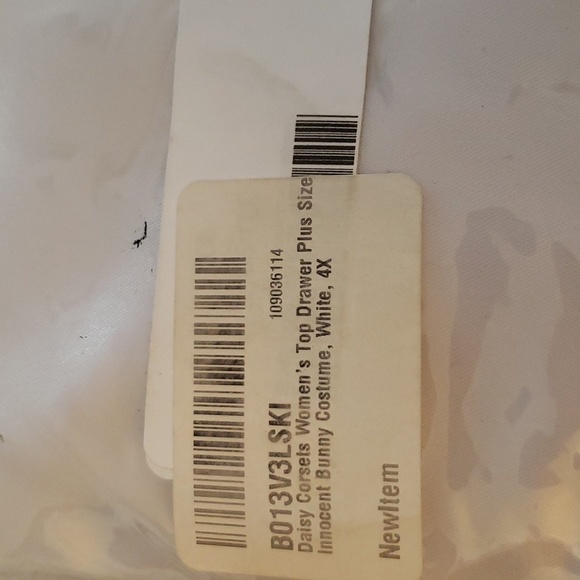 109036114
B013V3LSKI
Daisy Corsets Women's Top Drawer Plus Size
Innocent Bunny Costume, White, 4X
NewItem